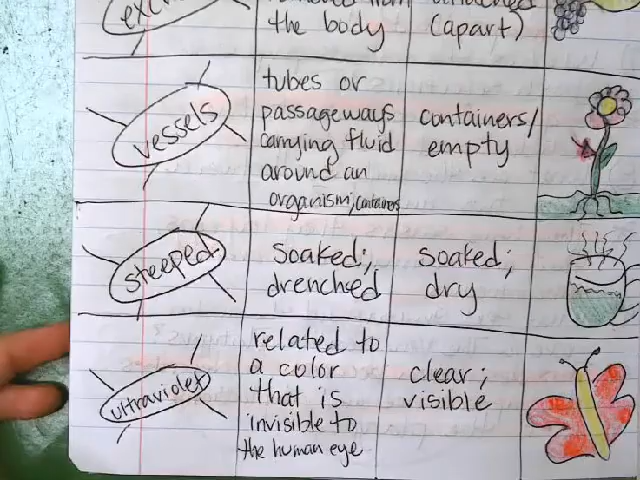 the body
(apart)
vessels
tubes or
passageways
carrying fluid
around an
organism; containers
containers/
empty
steeped
soaked;
drenched
soaked;
dry
ultraviolet
related to
a color
that is
invisible to
the human eye
clear;
visible